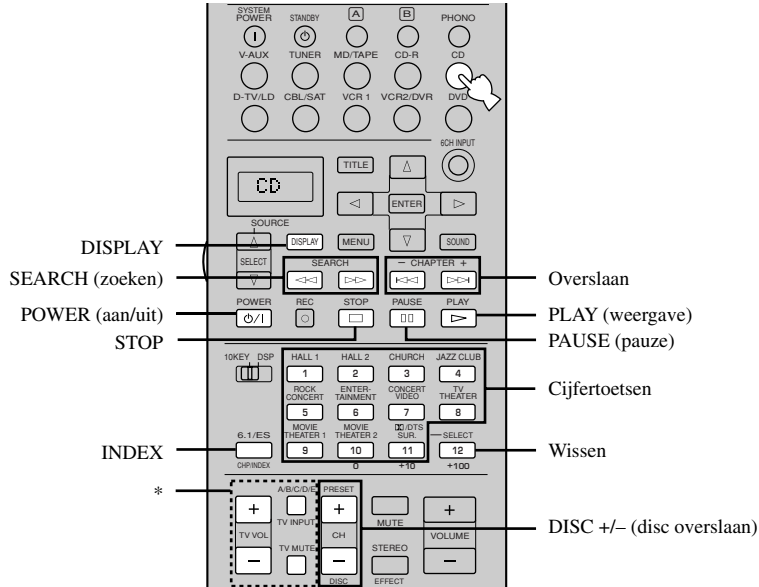 SYSTEM
POWER STANDBY A B PHONO
V-AUX TUNER MD/TAPE CD-R CD
D-TV/LD CBL/SAT VCR 1 VCR2/DVR DVD
6CH INPUT
TITLE
CD
ENTER
SOURCE
DISPLAY
DISPLAY MENU SOUND
SELECT
SEARCH (zoeken)
SEARCH – CHAPTER +
Overslaan
POWER (aan/uit)
POWER REC STOP PAUSE PLAY
PLAY (weergave)
STOP
PAUSE (pauze)
10KEY DSP HALL 1 HALL 2 CHURCH JAZZ CLUB
1 2 3 4
Cijfertoetsen
ROCK CONCERT ENTER-TAINMENT CONCERT VIDEO TV THEATER
5 6 7 8
MOVIE THEATER 1 MOVIE THEATER 2 /DTS SUR. SELECT
6.1/ES
INDEX
9 10 11 12
Wissen
CHP/INDEX 0 +10 +100
*
A/B/C/D/E PRESET
+ + +
TV INPUT MUTE
DISC +/– (disc overslaan)
TV VOL CH VOLUME
TV MUTE STEREO
– – –
DISC EFFECT